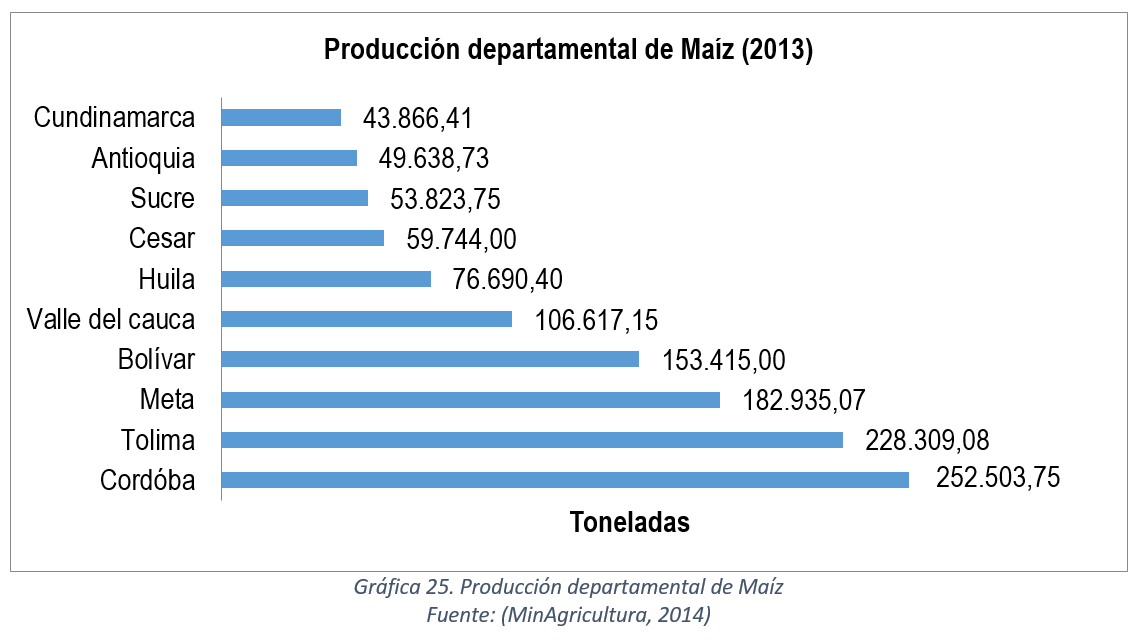 Producción departamental de Maíz (2013)
Cundinamarca 43.866,41
Antioquia 49.638,73
Sucre 53.823,75
Cesar 59.744,00
Huila 76.690,40
Valle del cauca 106.617,15
Bolívar 153.415,00
Meta 182.935,07
Tolima 228.309,08
Cordóba 252.503,75
Toneladas
Gráfica 25. Producción departamental de Maíz
Fuente: (MinAgricultura, 2014)